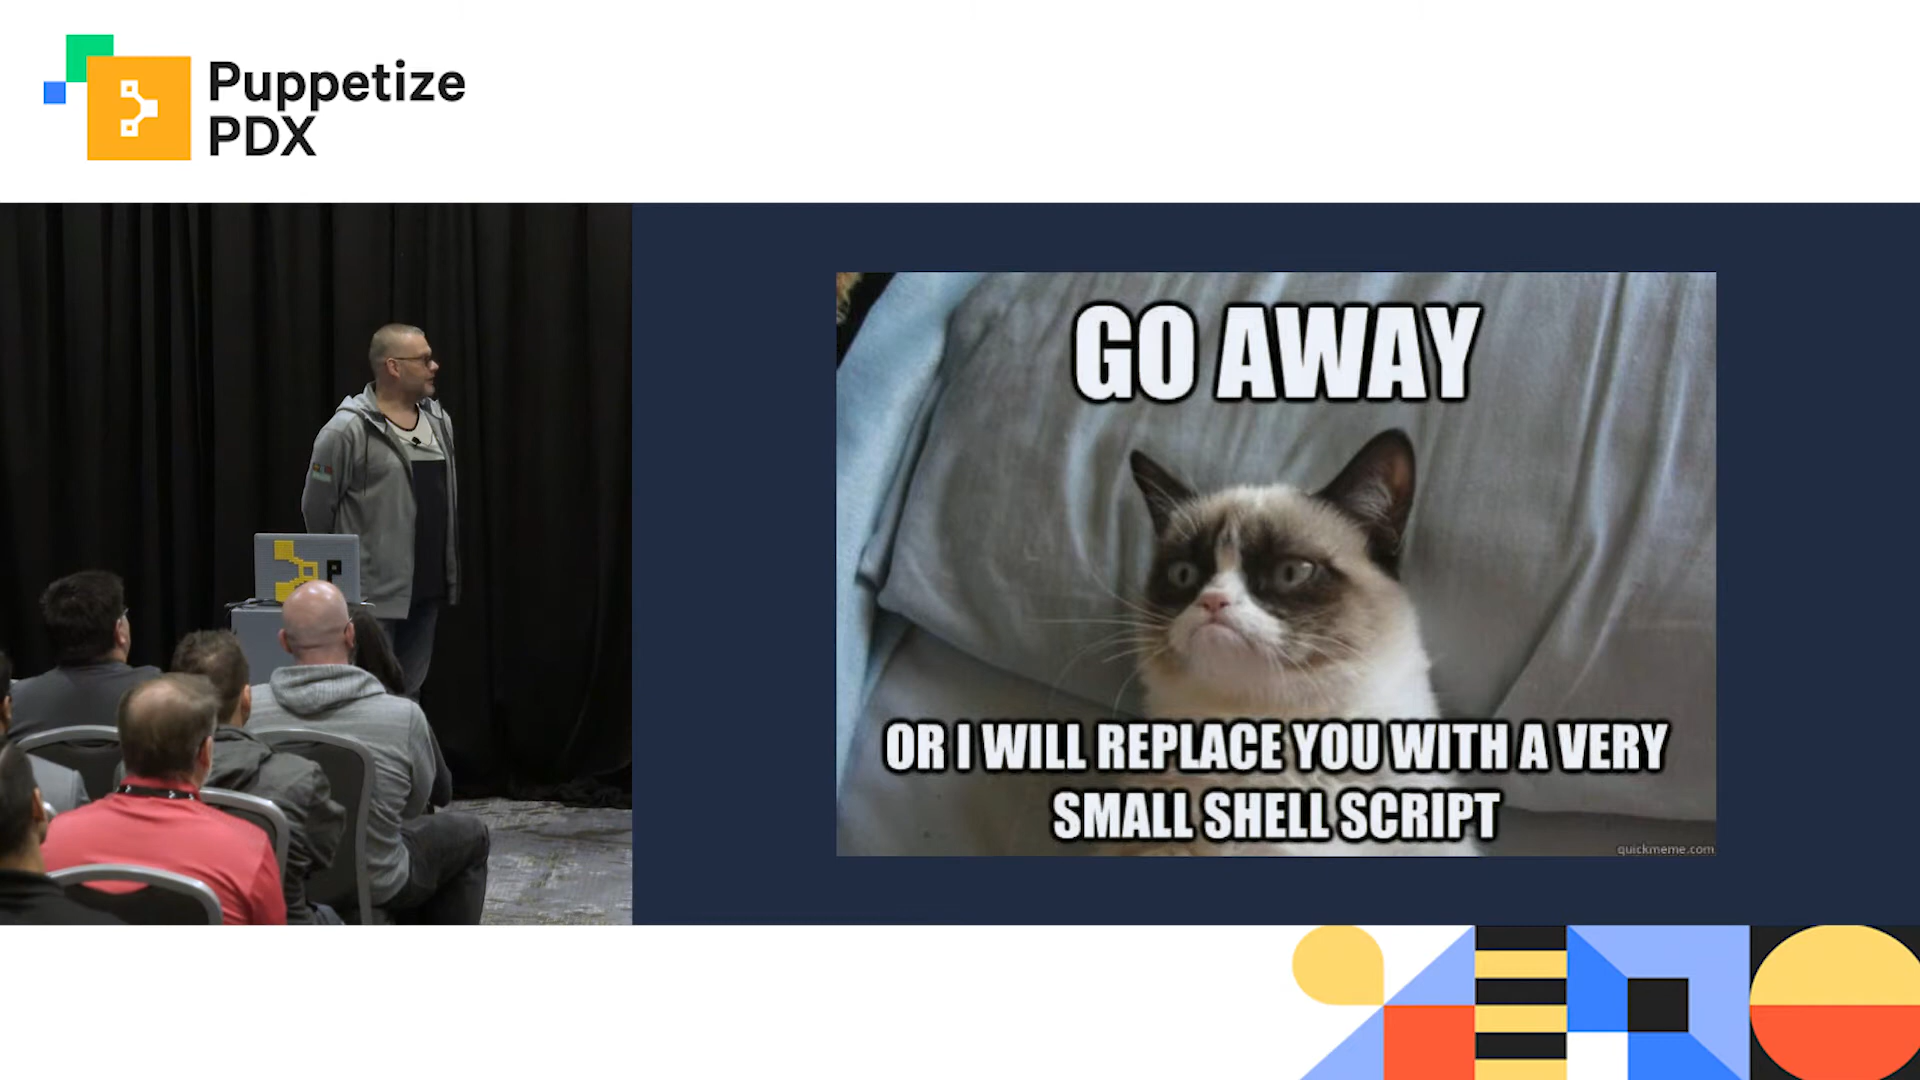 Puppetize
PDX
P
GO AWAY
OR I WILL REPLACE YOU WITH A VERY
SMALL SHELL SCRIPT
quickmeme.com